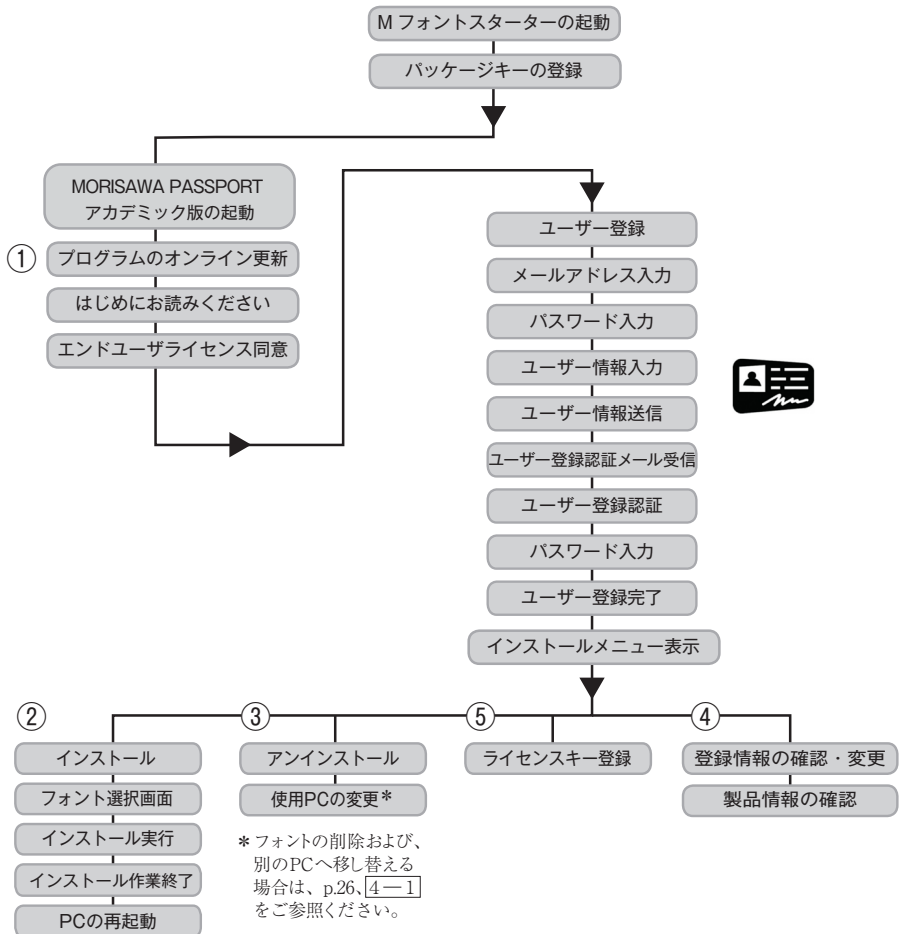 M フォントスターターの起動
パッケージキーの登録
MORISAWA PASSPORT
アカデミック版の起動
① プログラムのオンライン更新
はじめにお読みください
エンドユーザライセンス同意
ユーザー登録
メールアドレス入力
パスワード入力
ユーザー情報入力
ユーザー情報送信
ユーザー登録認証メール受信
ユーザー登録認証
パスワード入力
ユーザー登録完了
インストールメニュー表示
②
インストール
フォント選択画面
インストール実行
インストール作業終了
PCの再起動
③
アンインストール
使用PCの変更*
* フォントの削除および、
別のPCへ移し替える
場合は、p.26、4－1
をご参照ください。
⑤
ライセンスキー登録
④
登録情報の確認・変更
製品情報の確認